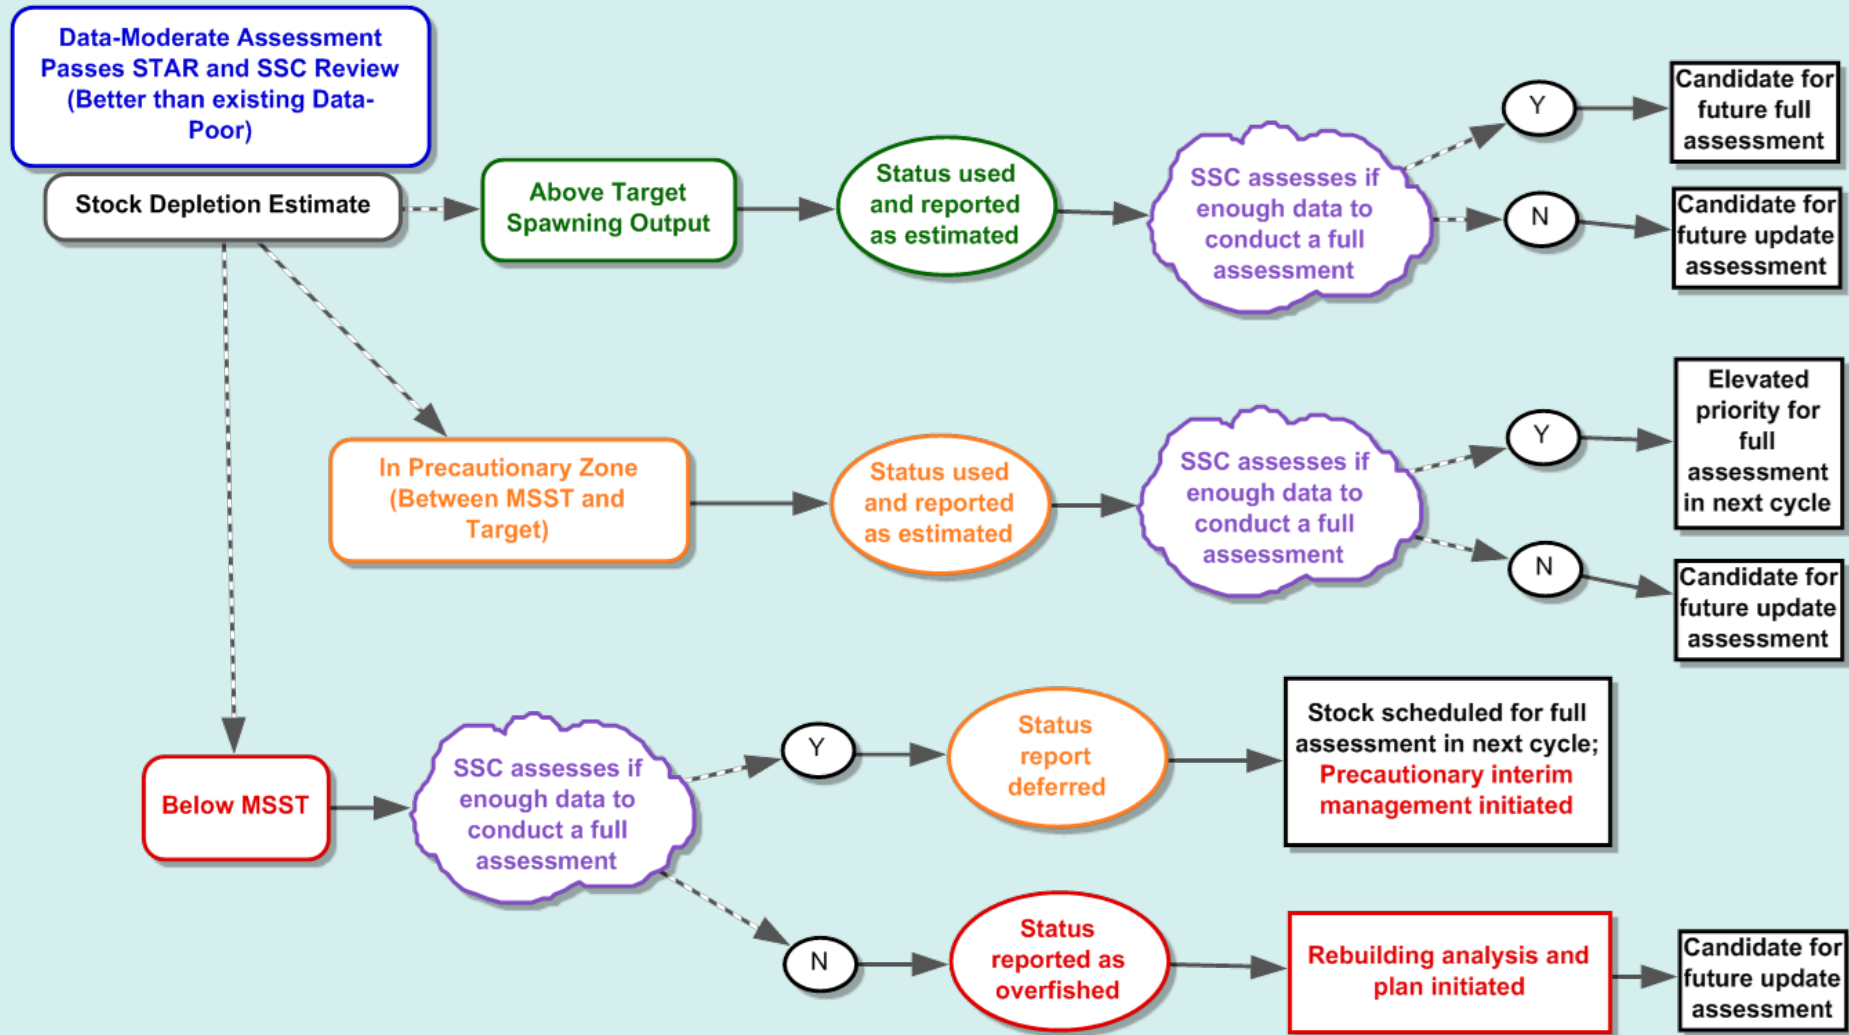 Data-Moderate Assessment
Passes STAR and SSC Review
(Better than existing Data-
Poor)
Stock Depletion Estimate
Above Target
Spawning Output
Status used
and reported
as estimated
SSC assesses if
enough data to
conduct a full
assessment
Y
Candidate for
future full
assessment
N
Candidate for
future update
assessment
In Precautionary Zone
(Between MSST and
Target)
Status used
and reported
as estimated
SSC assesses if
enough data to
conduct a full
assessment
Y
Elevated
priority for
full
assessment
in next cycle
N
Candidate for
future update
assessment
Below MSST
SSC assesses if
enough data to
conduct a full
assessment
Y
Status
report
deferred
Stock scheduled for full
assessment in next cycle;
Precautionary interim
management initiated
N
Status
reported as
overfished
Rebuilding analysis and
plan initiated
Candidate for
future update
assessment